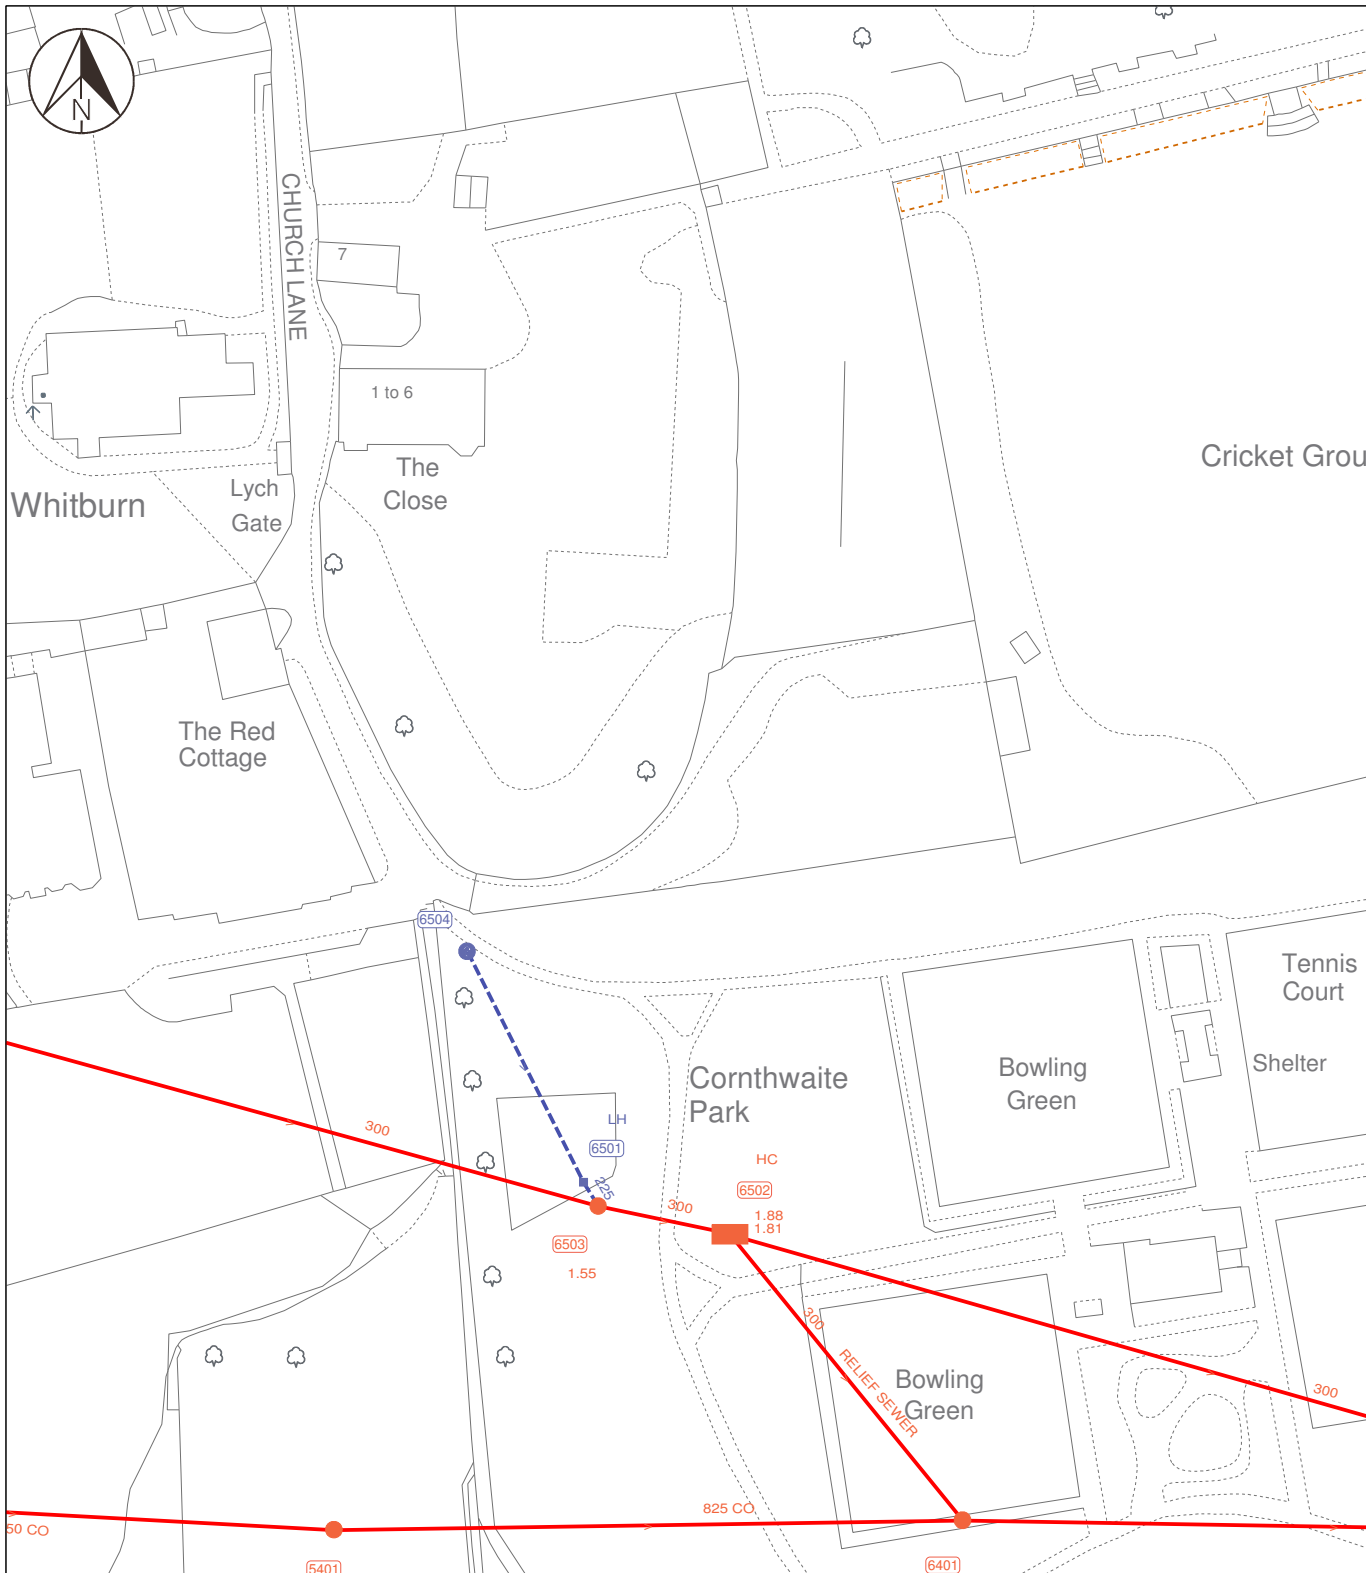 N
CHURCH LANE
7
1 to 6
The
Close
Cricket Grou
Whitburn
Lych
Gate
The Red
Cottage
6504
Tennis
Court
Shelter
Cornthwaite
Park
Bowling
Green
LH
6501
225
300
HC
6502
1.88
1.81
300
6503
1.55
300
RELIEF SEWER
Bowling
Green
300
825 CO
50 CO
5401
6401